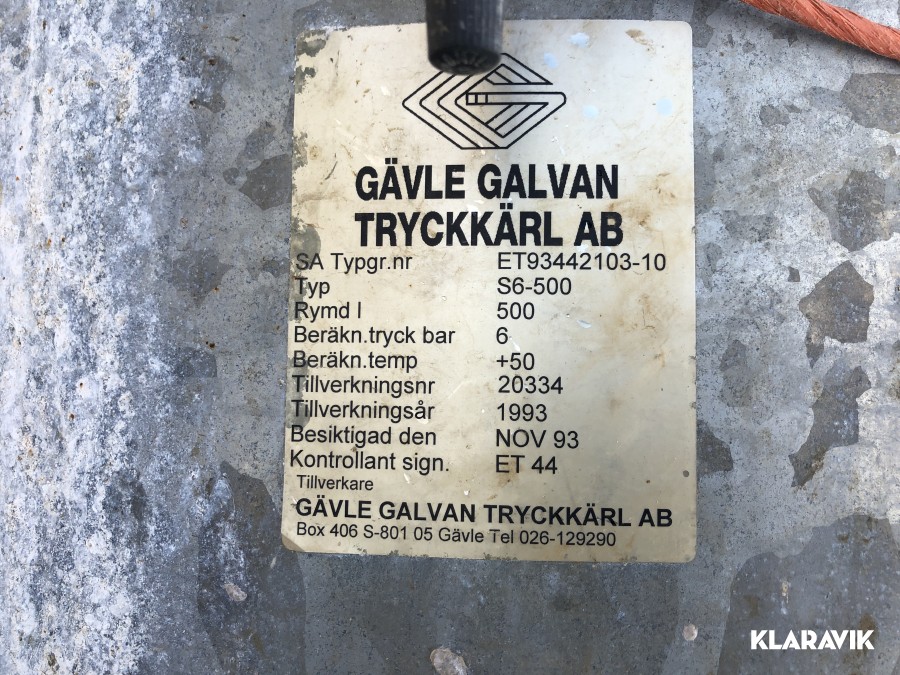 GÄVLE GALVAN
TRYCKKÄRL AB
SA Typgr.nr ET93442103-10
Typ S6-500
Rymd l 500
Beräkn.tryck bar 6
Beräkn.temp +50
Tillverkningsnr 20334
Tillverkningsår 1993
Besiktigad den NOV 93
Kontrollant sign. ET 44
Tillverkare
GÄVLE GALVAN TRYCKKÄRL AB
Box 406 S-801 05 Gävle Tel 026-129290
KLARAVIK